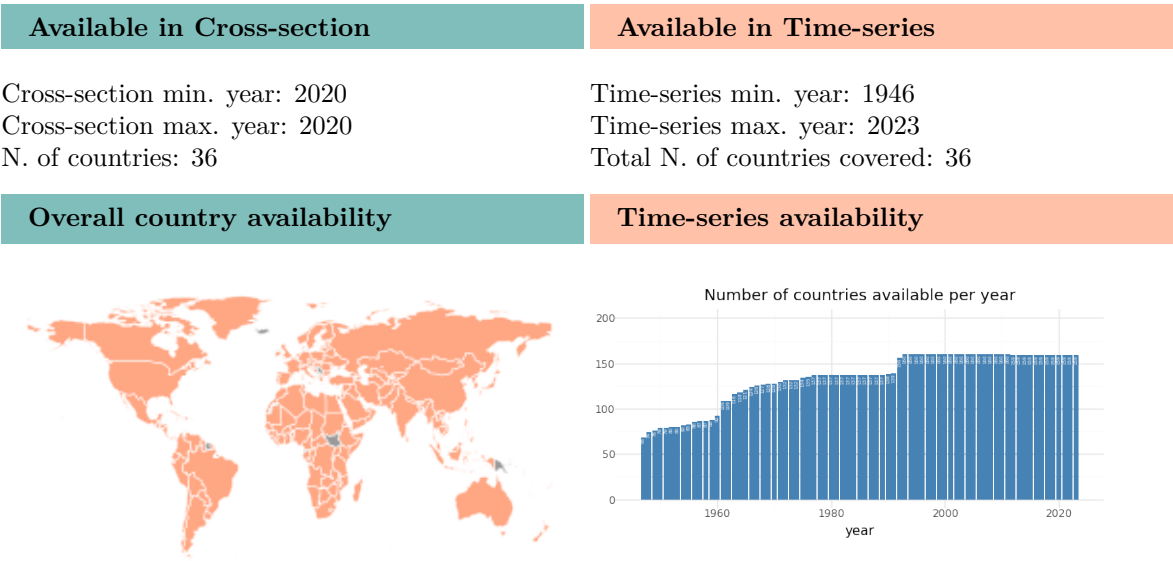 Available in Cross-section
Available in Time-series
Cross-section min. year: 2020
Cross-section max. year: 2020
N. of countries: 36
Time-series min. year: 1946
Time-series max. year: 2023
Total N. of countries covered: 36
Overall country availability
Time-series availability
Number of countries available per year
200
150
100
50
0
1960
1980
2000
2020
year